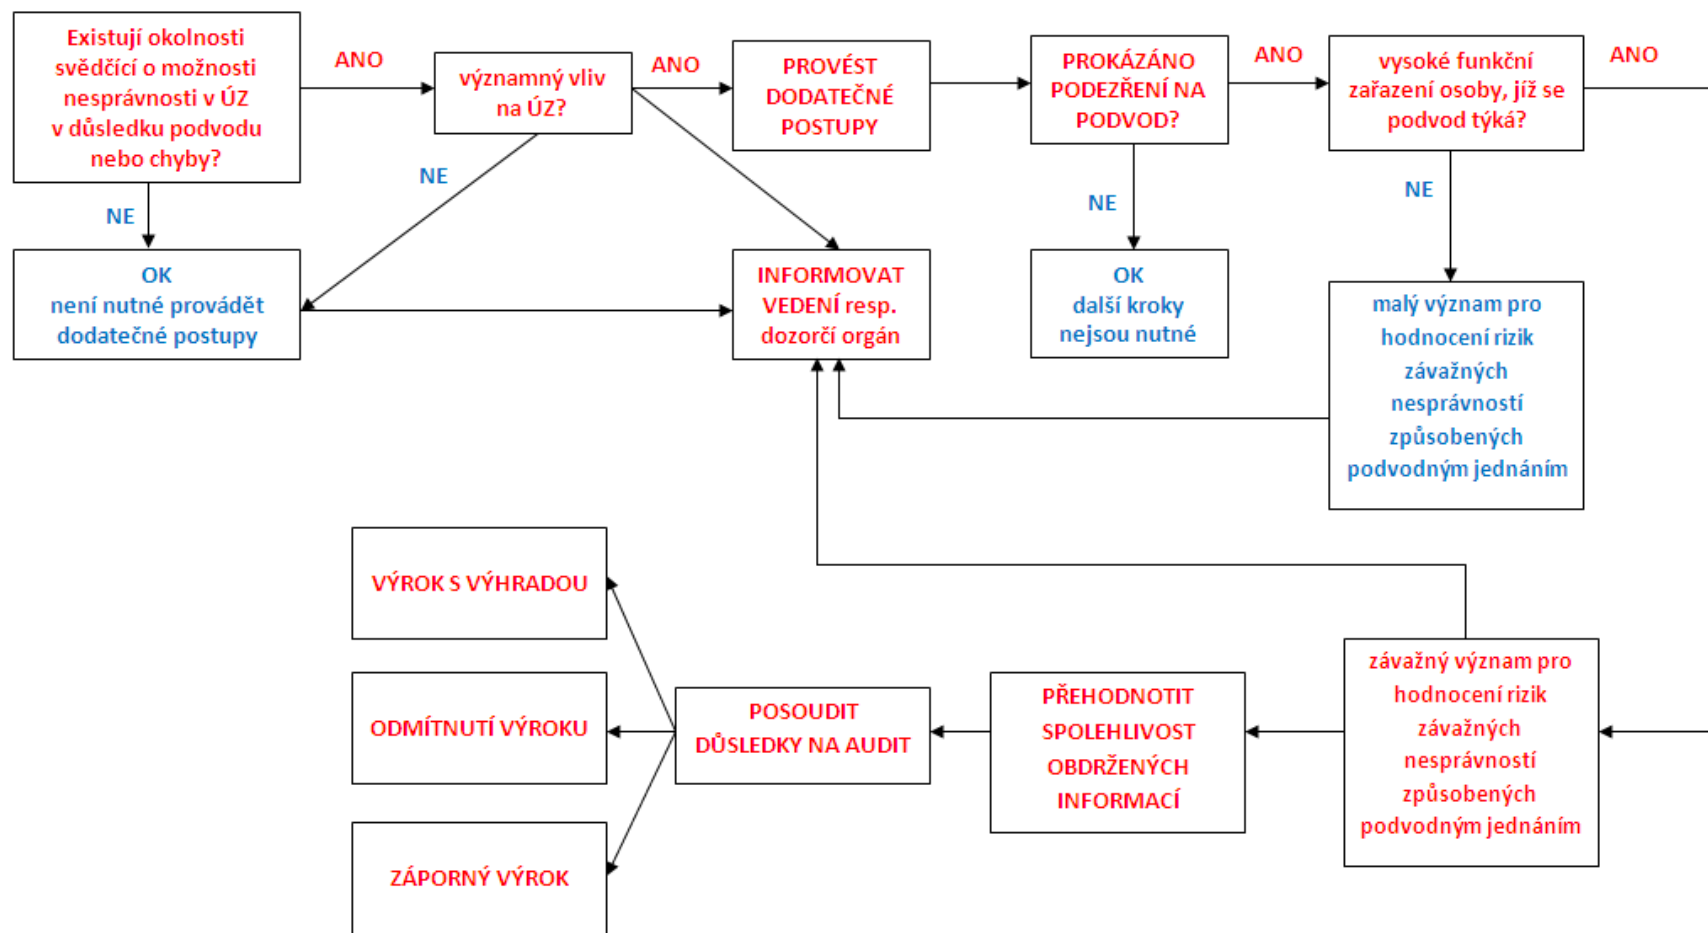 Existují okolnosti
svědčící o možnosti
nesprávnosti v ÚZ
v důsledku podvodu
nebo chyby?
ANO
významný vliv
na ÚZ?
ANO
PROVÉST
DODATEČNÉ
POSTUPY
PROKÁZÁNO
PODEZŘENÍ NA
PODVOD?
ANO
vysoké funkční
zařazení osoby, jíž se
podvod týká?
ANO
NE
NE
NE
NE
OK
není nutné provádět
dodatečné postupy
INFORMOVAT
VEDENÍ resp.
dozorčí orgán
OK
další kroky
nejsou nutné
malý význam pro
hodnocení rizik
závažných
nesprávností
způsobených
podvodným jednáním
VÝROK S VÝHRADOU
ODMÍTNUTÍ VÝROKU
ZÁPORNÝ VÝROK
POSOUDIT
DŮSLEDKY NA AUDIT
PŘEHODNOTIT
SPOLEHLIVOST
OBDRŽENÝCH
INFORMACÍ
závažný význam pro
hodnocení rizik
závažných
nesprávností
způsobených
podvodným jednáním